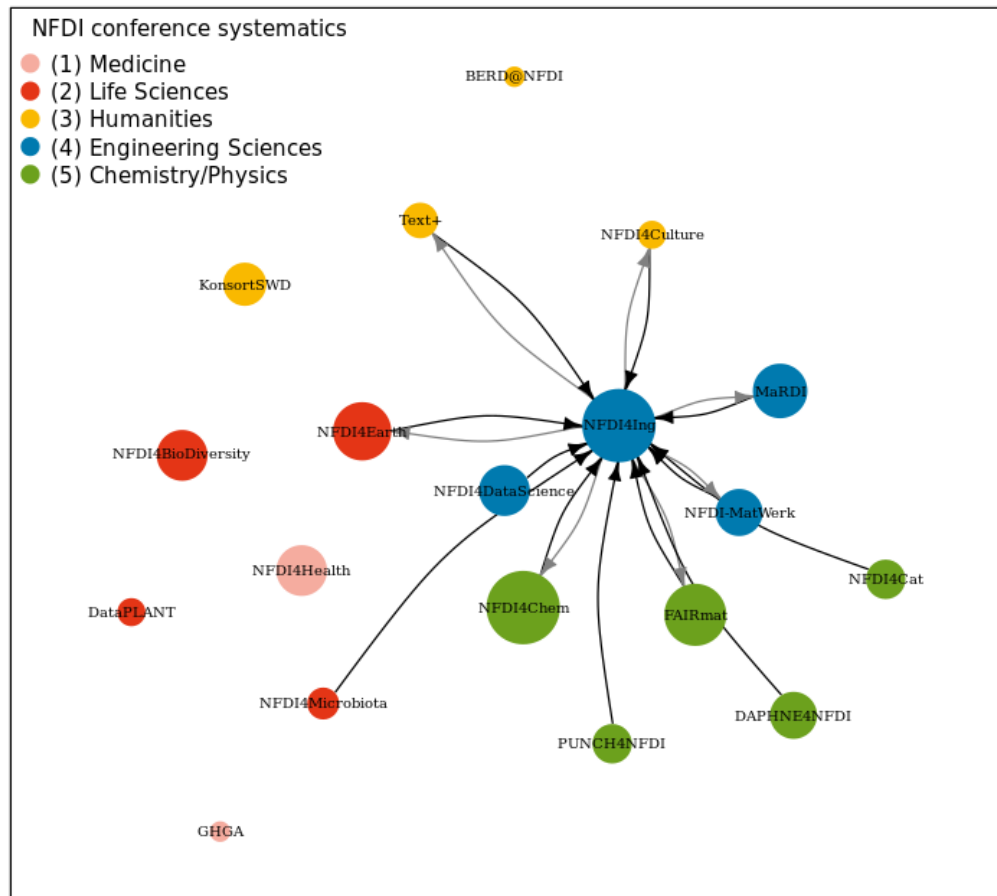 NFDI conference systematics
(1) Medicine
(2) Life Sciences
(3) Humanities
(4) Engineering Sciences
(5) Chemistry/Physics
BERD@NFDI
Text+
NFDI4Culture
KonsortSWD
MaRDI
NFDI4Ing
NFDI4Earth
NFDI4BioDiversity
NFDI4DataScience
NFDI-MatWerk
NFDI4Health
NFDI4Cat
NFDI4Chem
DataPLANT
FAIRmat
NFDI4Microbiota
DAPHNE4NFDI
PUNCH4NFDI
GHGA